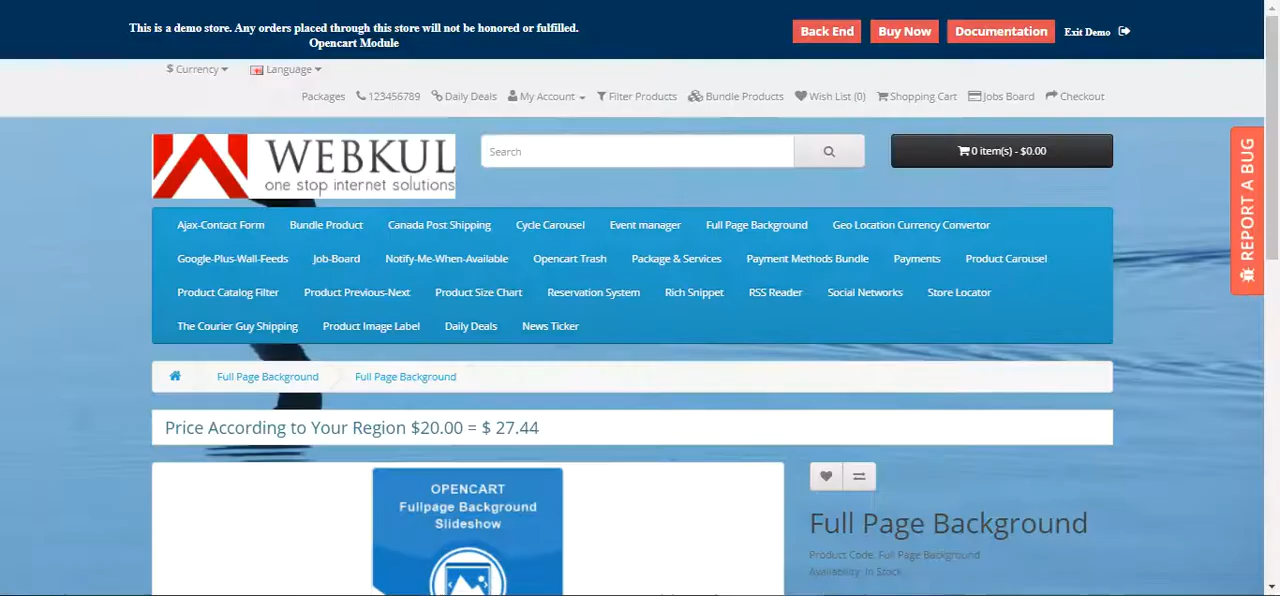 This is a demo store. Any orders placed through this store will not be honored or fulfilled.
Opencart Module
Back End Buy Now Documentation Exit Demo
$ Currency Language
Packages 123456789 Daily Deals My Account Filter Products Bundle Products Wish List (0) Shopping Cart Jobs Board Checkout
WEBKUL
one stop internet solutions
Search
0 item(s) - $0.00
REPORT A BUG
Ajax-Contact Form Bundle Product Canada Post Shipping Cycle Carousel Event manager Full Page Background Geo Location Currency Convertor
Google-Plus-Wall-Feeds Job-Board Notify-Me-When-Available Opencart Trash Package & Services Payment Methods Bundle Payments Product Carousel
Product Catalog Filter Product Previous-Next Product Size Chart Reservation System Rich Snippet RSS Reader Social Networks Store Locator
The Courier Guy Shipping Product Image Label Daily Deals News Ticker
Full Page Background Full Page Background
Price According to Your Region $20.00 = $ 27.44
OPENCART
Fullpage Background
Slideshow
Full Page Background
Product Code: Full Page Background
Availability: In Stock